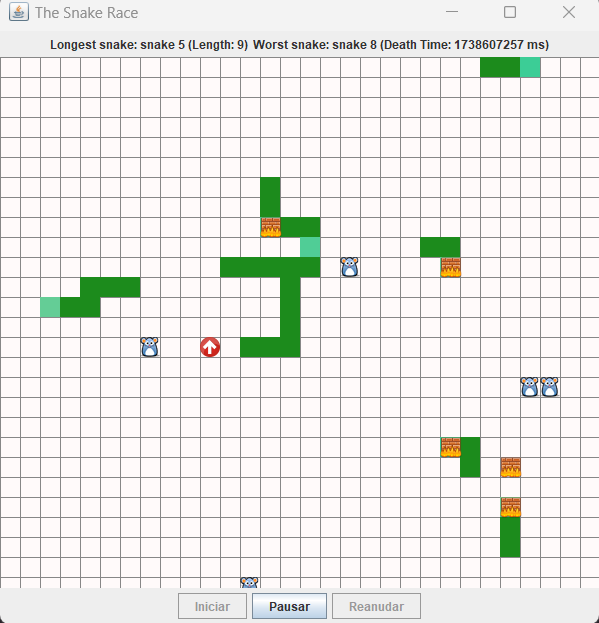 The Snake Race
Longest snake: snake 5 (Length: 9) Worst snake: snake 8 (Death Time: 1738607257 ms)
Iniciar Pausar Reanudar